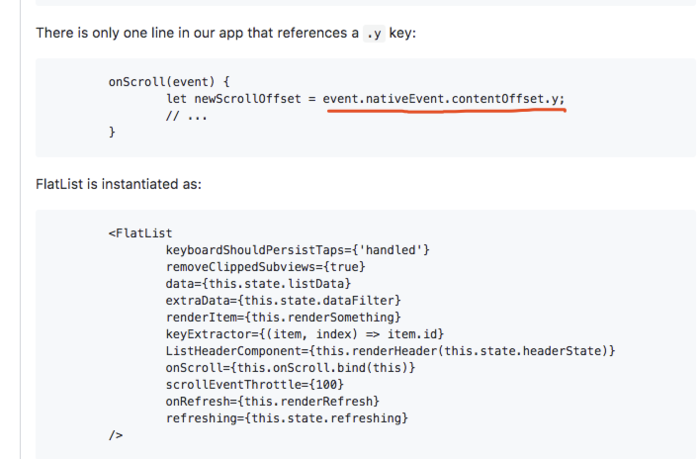 There is only one line in our app that references a .y key:
onScroll(event) {
let newScrollOffset = event.nativeEvent.contentOffset.y;
// ...
}
FlatList is instantiated as:
<FlatList
keyboardShouldPersistTaps={'handled'}
removeClippedSubviews={true}
data={this.state.listData}
extraData={this.state.dataFilter}
renderItem={this.renderSomething}
keyExtractor={(item, index) => item.id}
ListHeaderComponent={this.renderHeader(this.state.headerState)}
onScroll={this.onScroll.bind(this)}
scrollEventThrottle={100}
onRefresh={this.renderRefresh}
refreshing={this.state.refreshing}
/>